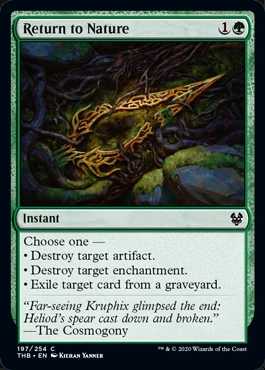 Return to Nature 1
Instant
Choose one —
• Destroy target artifact.
• Destroy target enchantment.
• Exile target card from a graveyard.
“Far-seeing Kruphix glimpsed the end:
Heliod’s spear cast down and broken.”
—The Cosmogony
197/254 C
THB • EN KIERAN YANNER
™ & © 2020 Wizards of the Coast